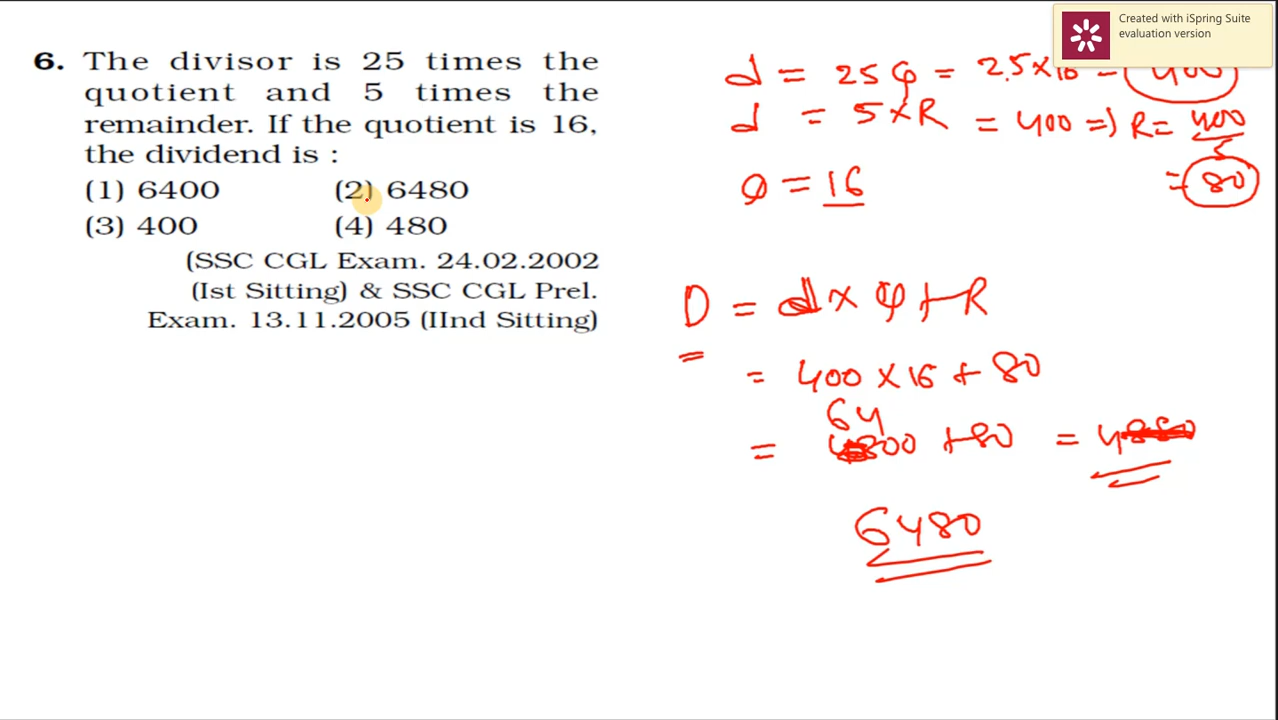 6. The divisor is 25 times the
quotient and 5 times the
remainder. If the quotient is 16,
the dividend is :
(1) 6400 (2) 6480
(3) 400 (4) 480
(SSC CGL Exam. 24.02.2002
(Ist Sitting) & SSC CGL Prel.
Exam. 13.11.2005 (IInd Sitting)
Created with iSpring Suite
evaluation version
d = 25 Q = 25×16 = 400
d = 5×R = 400 => R = 400
5
= 80
Q = 16
D = d × Q + R
= 400 × 16 + 80
64
= 00 + 80 = 4
6480